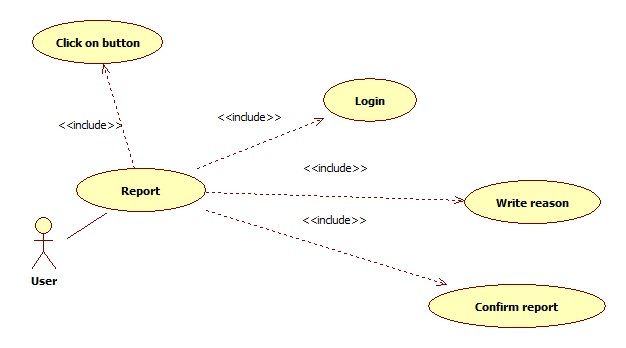 Click on button
<<include>>
<<include>>
Login
<<include>>
Report
Write reason
<<include>>
User
Confirm report